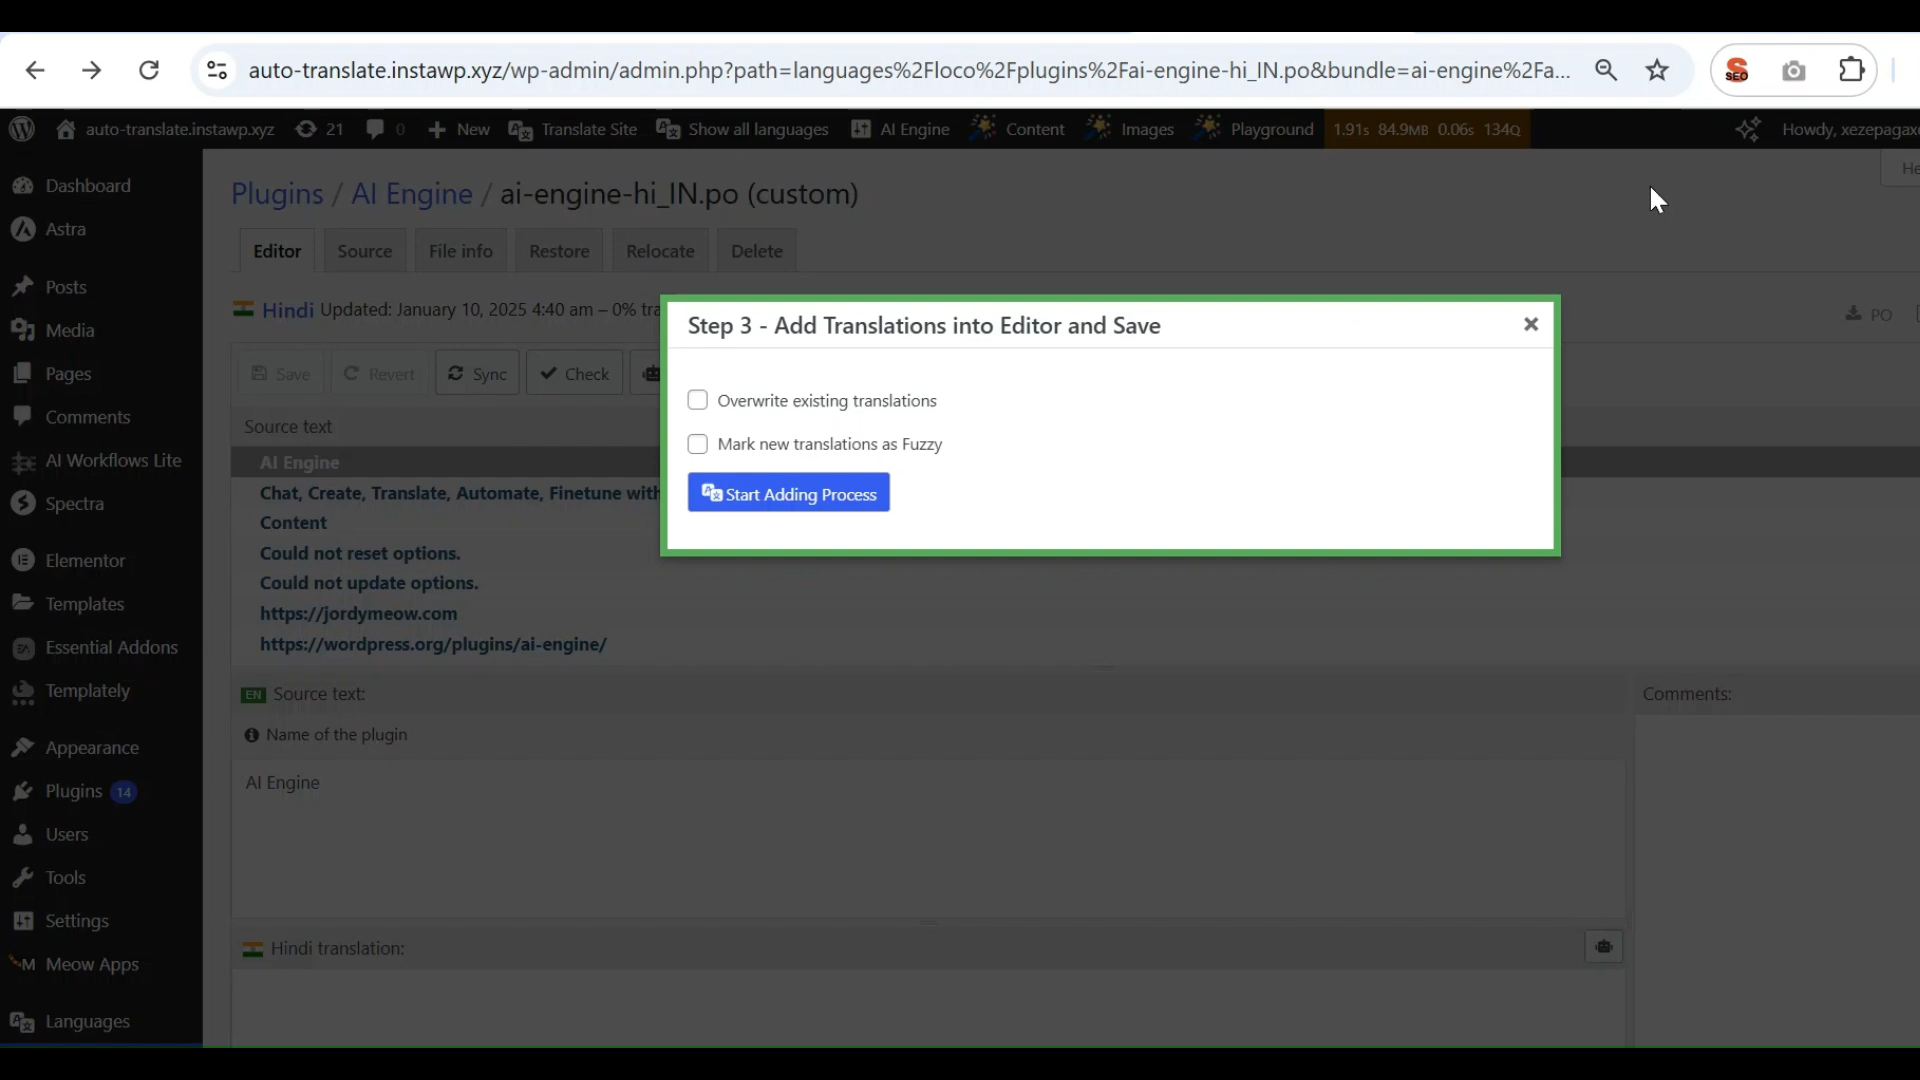 auto-translate.instawp.xyz/wp-admin/admin.php?path=languages%2Floco%2Fplugins%2Fai-engine-hi_IN.po&bundle=ai-engine%2Fa...
SEO
auto-translate.instawp.xyz 21 0 New Translate Site Show all languages AI Engine Content Images Playground 1.91s 84.9MB 0.06s 134Q Howdy, xezepagax
Dashboard
Astra
Posts
Media
Pages
Comments
AI Workflows Lite
Spectra
Elementor
Templates
Essential Addons
Templately
Appearance
Plugins 14
Users
Tools
Settings
Meow Apps
Languages
He
Plugins / AI Engine / ai-engine-hi_IN.po (custom)
Editor Source File info Restore Relocate Delete
Hindi Updated: January 10, 2025 4:40 am – 0% tra
PO
Save Revert Sync Check
Step 3 - Add Translations into Editor and Save
Overwrite existing translations
Mark new translations as Fuzzy
Start Adding Process
Source text
AI Engine
Chat, Create, Translate, Automate, Finetune with
Content
Could not reset options.
Could not update options.
https://jordymeow.com
https://wordpress.org/plugins/ai-engine/
EN Source text:
Name of the plugin
AI Engine
Comments:
Hindi translation: